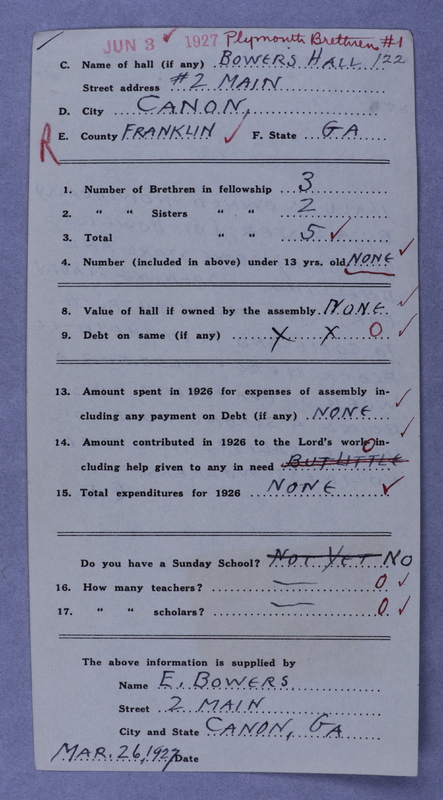 JUN 3 1927 Plymouth Brethren #1
C. Name of hall (if any) BOWERS HALL 122
Street address #2 MAIN
D. City CANON,
R
E. County FRANKLIN F. State GA
1. Number of Brethren in fellowship 3
2. " " Sisters " " 2
3. Total " " 5
4. Number (included in above) under 13 yrs. old NONE
8. Value of hall if owned by the assembly. NONE.
9. Debt on same (if any) X X 0
13. Amount spent in 1926 for expenses of assembly in-
cluding any payment on Debt (if any) NONE
14. Amount contributed in 1926 to the Lord's work in-
0
cluding help given to any in need BUT LITTLE
15. Total expenditures for 1926 NONE
Do you have a Sunday School? NOT YET NO
16. How many teachers? — 0
17. " " scholars? — 0
The above information is supplied by
Name E. BOWERS
Street 2 MAIN
City and State CANON, GA
MAR. 26, 1927 Date